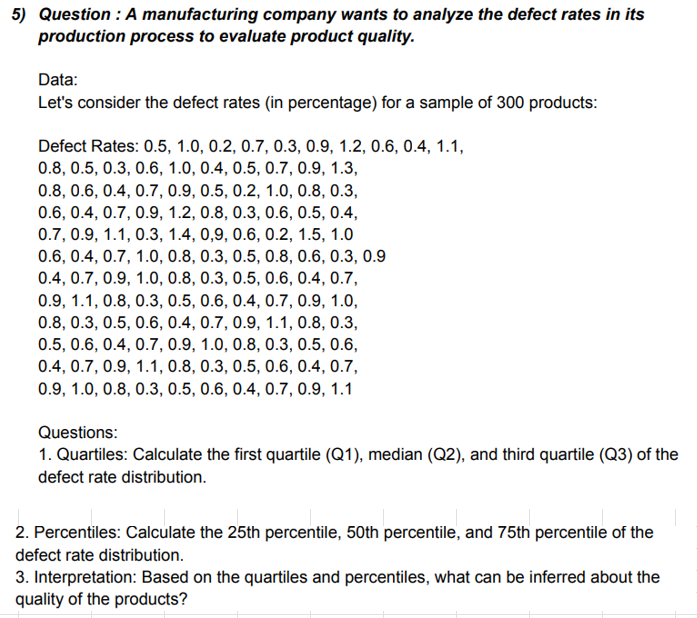 5) Question : A manufacturing company wants to analyze the defect rates in its
production process to evaluate product quality.
Data:
Let's consider the defect rates (in percentage) for a sample of 300 products:
Defect Rates: 0.5, 1.0, 0.2, 0.7, 0.3, 0.9, 1.2, 0.6, 0.4, 1.1,
0.8, 0.5, 0.3, 0.6, 1.0, 0.4, 0.5, 0.7, 0.9, 1.3,
0.8, 0.6, 0.4, 0.7, 0.9, 0.5, 0.2, 1.0, 0.8, 0.3,
0.6, 0.4, 0.7, 0.9, 1.2, 0.8, 0.3, 0.6, 0.5, 0.4,
0.7, 0.9, 1.1, 0.3, 1.4, 0,9, 0.6, 0.2, 1.5, 1.0
0.6, 0.4, 0.7, 1.0, 0.8, 0.3, 0.5, 0.8, 0.6, 0.3, 0.9
0.4, 0.7, 0.9, 1.0, 0.8, 0.3, 0.5, 0.6, 0.4, 0.7,
0.9, 1.1, 0.8, 0.3, 0.5, 0.6, 0.4, 0.7, 0.9, 1.0,
0.8, 0.3, 0.5, 0.6, 0.4, 0.7, 0.9, 1.1, 0.8, 0.3,
0.5, 0.6, 0.4, 0.7, 0.9, 1.0, 0.8, 0.3, 0.5, 0.6,
0.4, 0.7, 0.9, 1.1, 0.8, 0.3, 0.5, 0.6, 0.4, 0.7,
0.9, 1.0, 0.8, 0.3, 0.5, 0.6, 0.4, 0.7, 0.9, 1.1
Questions:
1. Quartiles: Calculate the first quartile (Q1), median (Q2), and third quartile (Q3) of the
defect rate distribution.
2. Percentiles: Calculate the 25th percentile, 50th percentile, and 75th percentile of the
defect rate distribution.
3. Interpretation: Based on the quartiles and percentiles, what can be inferred about the
quality of the products?